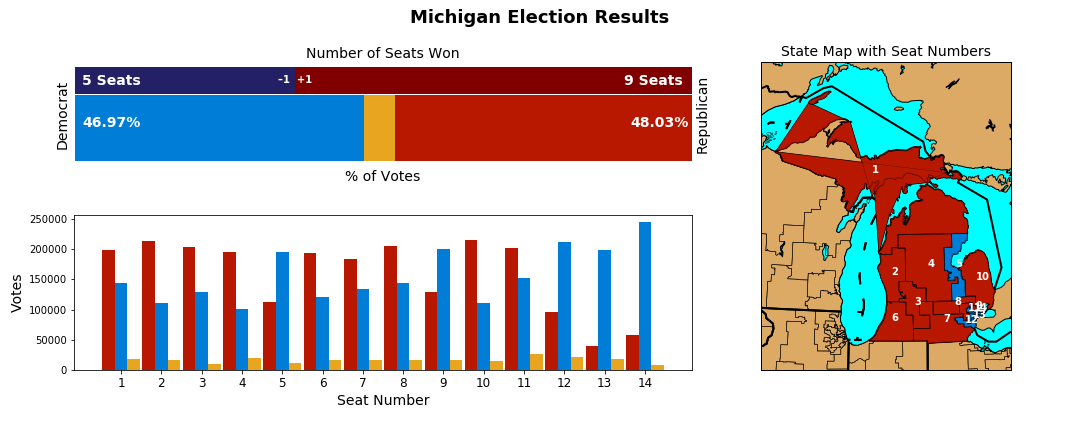 Michigan Election Results
Number of Seats Won
Democrat
5 Seats
-1
+1
9 Seats
Republican
46.97%
48.03%
% of Votes
Votes
250000
200000
150000
100000
50000
0
1 2 3 4 5 6 7 8 9 10 11 12 13 14
Seat Number
State Map with Seat Numbers
1
2
4
5
10
3
8
9
6
7
12